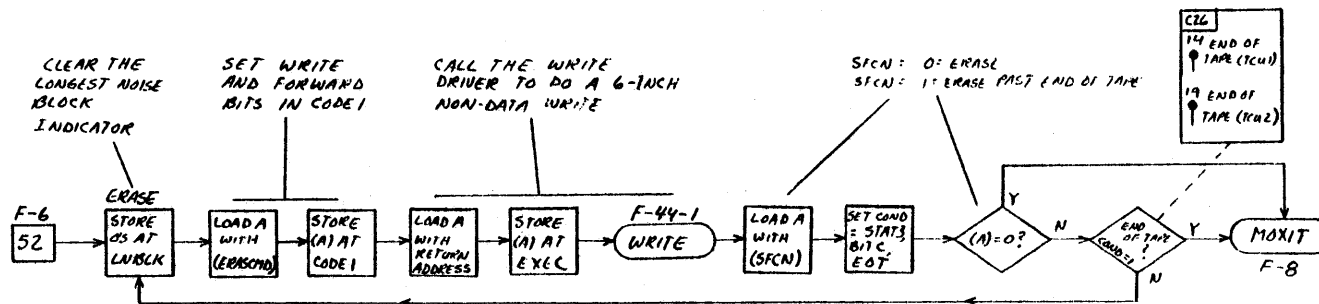 CLEAR THE
LONGEST NOISE
BLOCK
INDICATOR
SET WRITE
AND FORWARD
BITS IN CODE1
CALL THE WRITE
DRIVER TO DO A 6-INCH
NON-DATA WRITE
SFCN = 0: ERASE
SFCN = 1: ERASE PAST END OF TAPE
C26
14 END OF
TAPE (TCU1)
19 END OF
TAPE (TCU2)
F-6
52
ERASE
STORE
0S AT
LNBLK
LOAD A
WITH
(ERASCMD)
STORE
(A) AT
CODE1
LOAD A
WITH
RETURN
ADDRESS
STORE
(A) AT
EXEC
F-44-1
WRITE
LOAD A
WITH
(SFCN)
SET COND
= STAT3,
BIT C,
EOT
(A)=0?
Y
N
END
OF TAPE
?
COND=1
Y
N
MOXIT
F-8